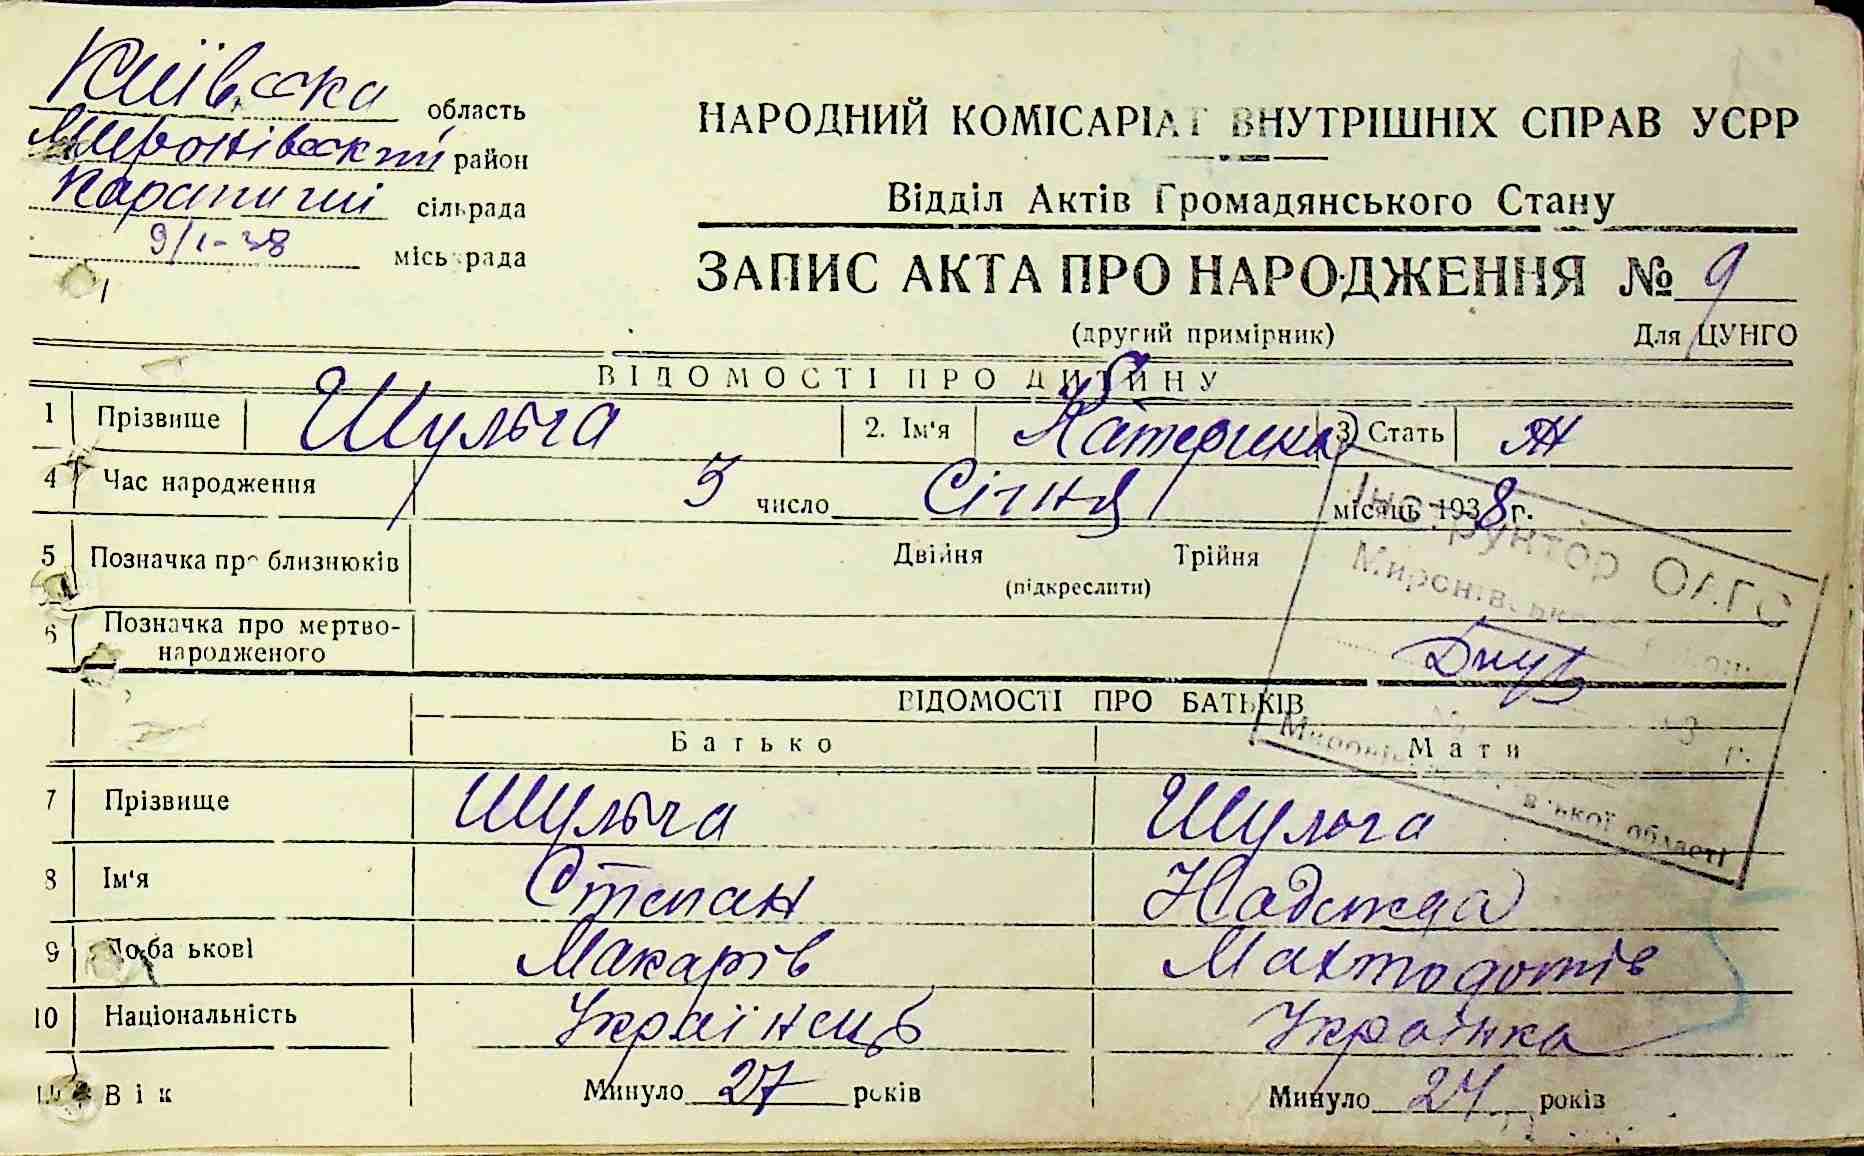 Київська область
Миронівський район
Карапиші сільрада
9/I-38 міськрада
НАРОДНИЙ КОМІСАРІАТ ВНУТРІШНІХ СПРАВ УСРР
Відділ Актів Громадянського Стану
ЗАПИС АКТА ПРО НАРОДЖЕННЯ № 9
(другий примірник) Для ЦУНГО
ВІДОМОСТІ ПРО ДИТИНУ
1 Прізвище Шульга 2. Ім'я Катерина 3 Стать Ж
4 Час народження 5 число Січня місяць 1938 г.
5 Позначка про близнюків Двійня Трійня
(підкреслити)
6 Позначка про мертво-
народженого
Інструктор ОАГС
Миронівського
ВІДОМОСТІ ПРО БАТЬКІВ
Батько Мати
7 Прізвище Шульга Шульга
8 Ім'я Степан Надежда
9 По батькові Макарів
10 Національність Українець Українка
11 Вік Минуло 27 років Минуло 24 років